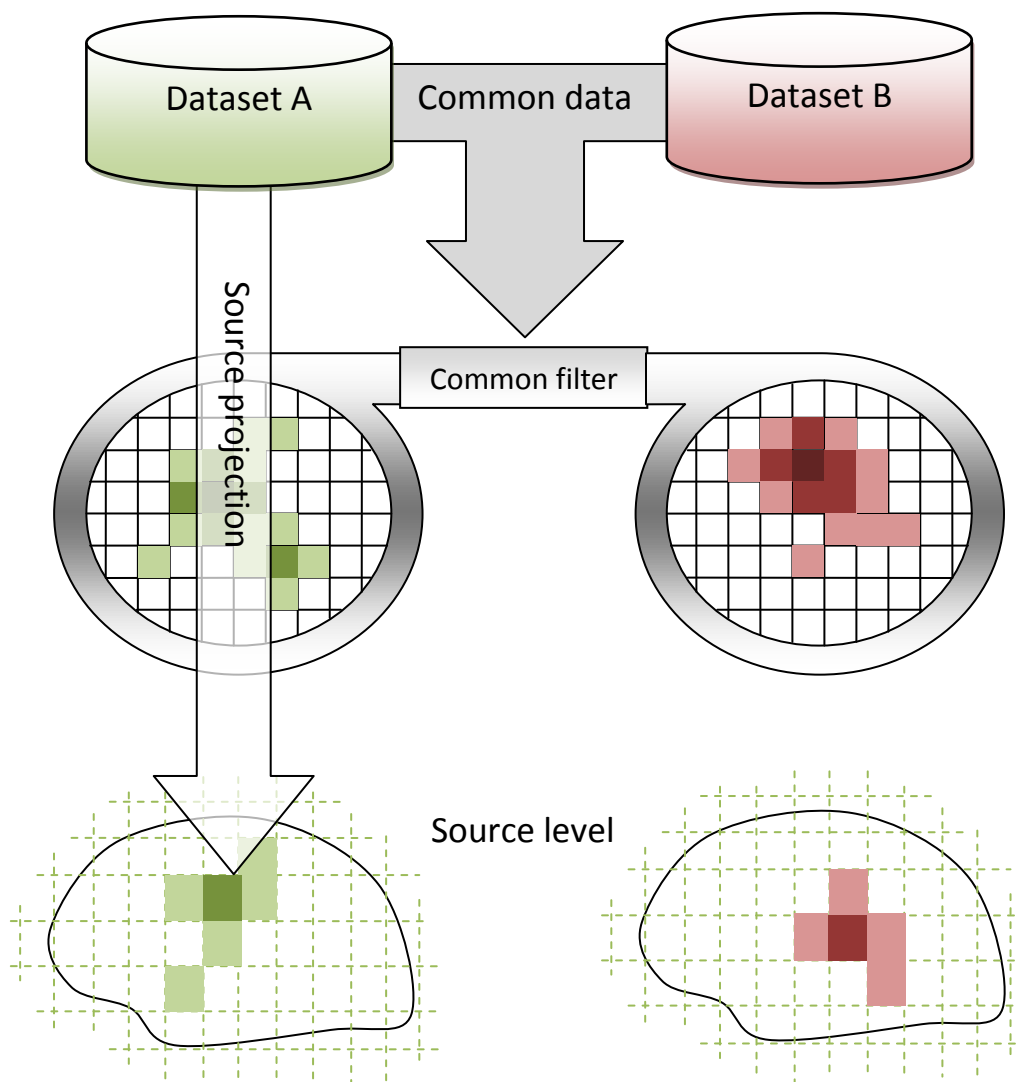 Dataset A
Common data
Dataset B
Source projection
Common filter
Source level